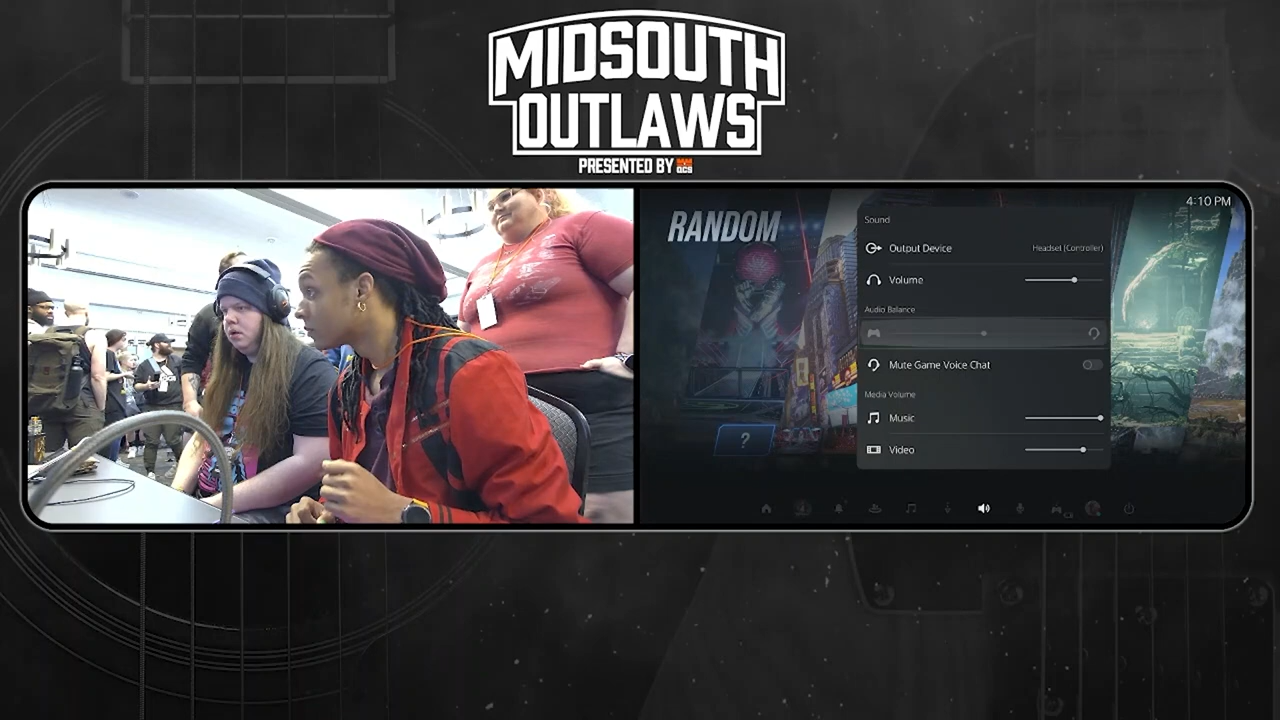 MIDSOUTH
OUTLAWS
PRESENTED BY QCS
4:10 PM
RANDOM
Sound
Output Device
Headset (Controller)
Volume
Audio Balance
Mute Game Voice Chat
Media Volume
Music
Video
?